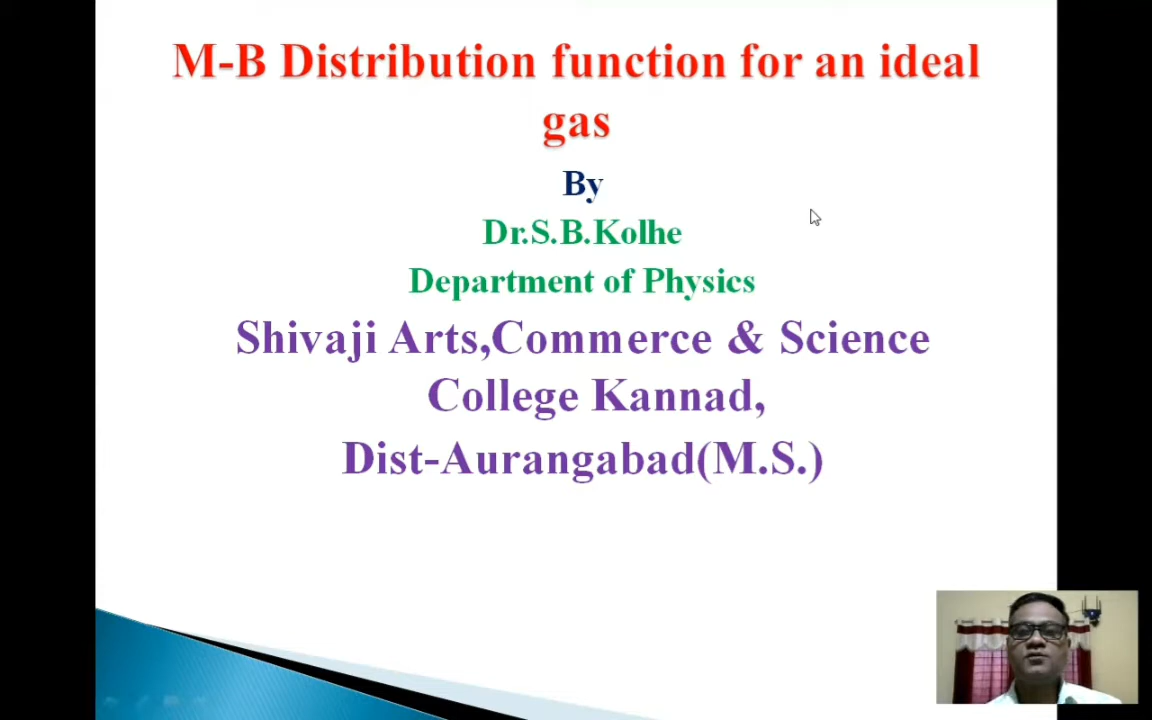 M-B Distribution function for an ideal
gas
By
Dr.S.B.Kolhe
Department of Physics
Shivaji Arts,Commerce & Science
College Kannad,
Dist-Aurangabad(M.S.)